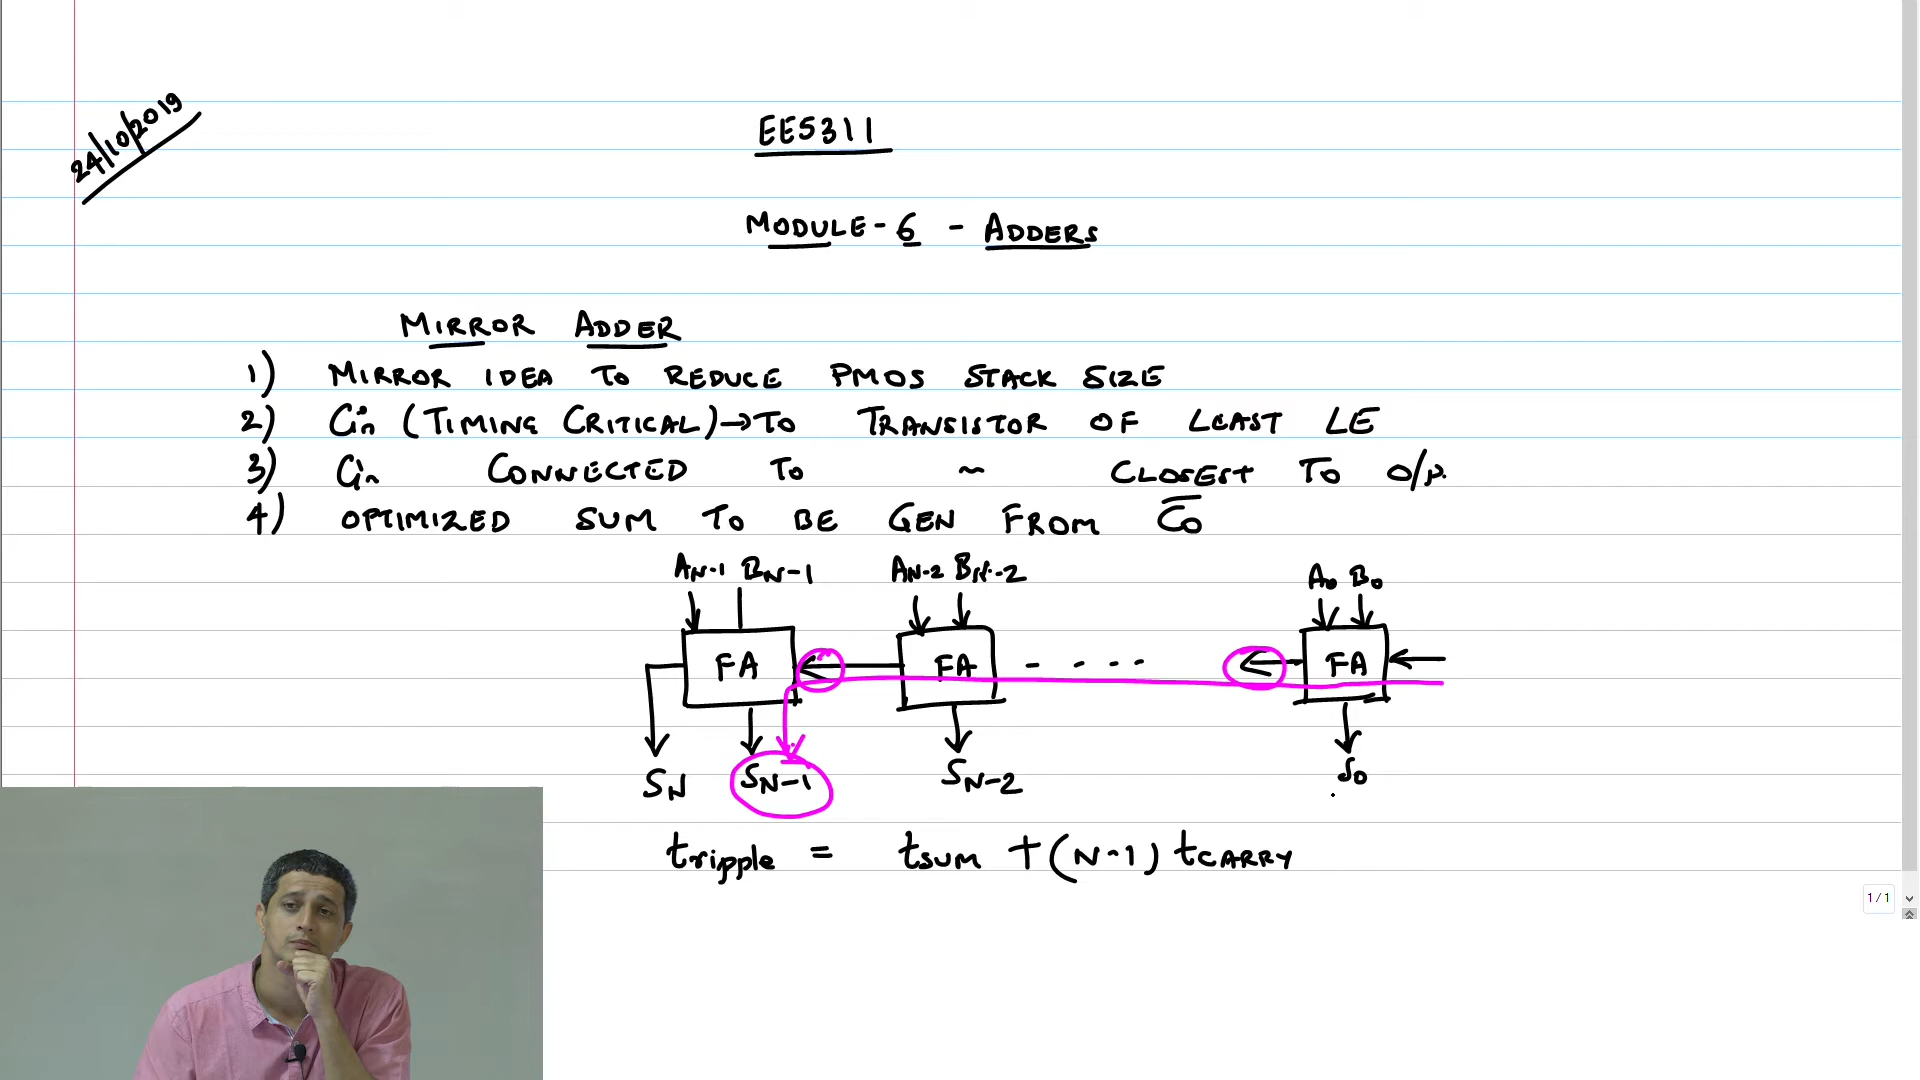 24/10/2019
EE5311
MODULE-6 - ADDERS
MIRROR ADDER
1) MIRROR IDEA TO REDUCE PMOS STACK SIZE
2) Cin (TIMING CRITICAL) → TO TRANSISTOR OF LEAST LE
3) Cin CONNECTED TO ~ CLOSEST TO O/P.
4) OPTIMIZED SUM TO BE GEN FROM C̅o̅
AN-1 BN-1 AN-2 BN-2 A0 B0
FA FA - · · · FA
SN SN-1 SN-2 S0
tripple = tSUM + (N-1) tCARRY
1/1